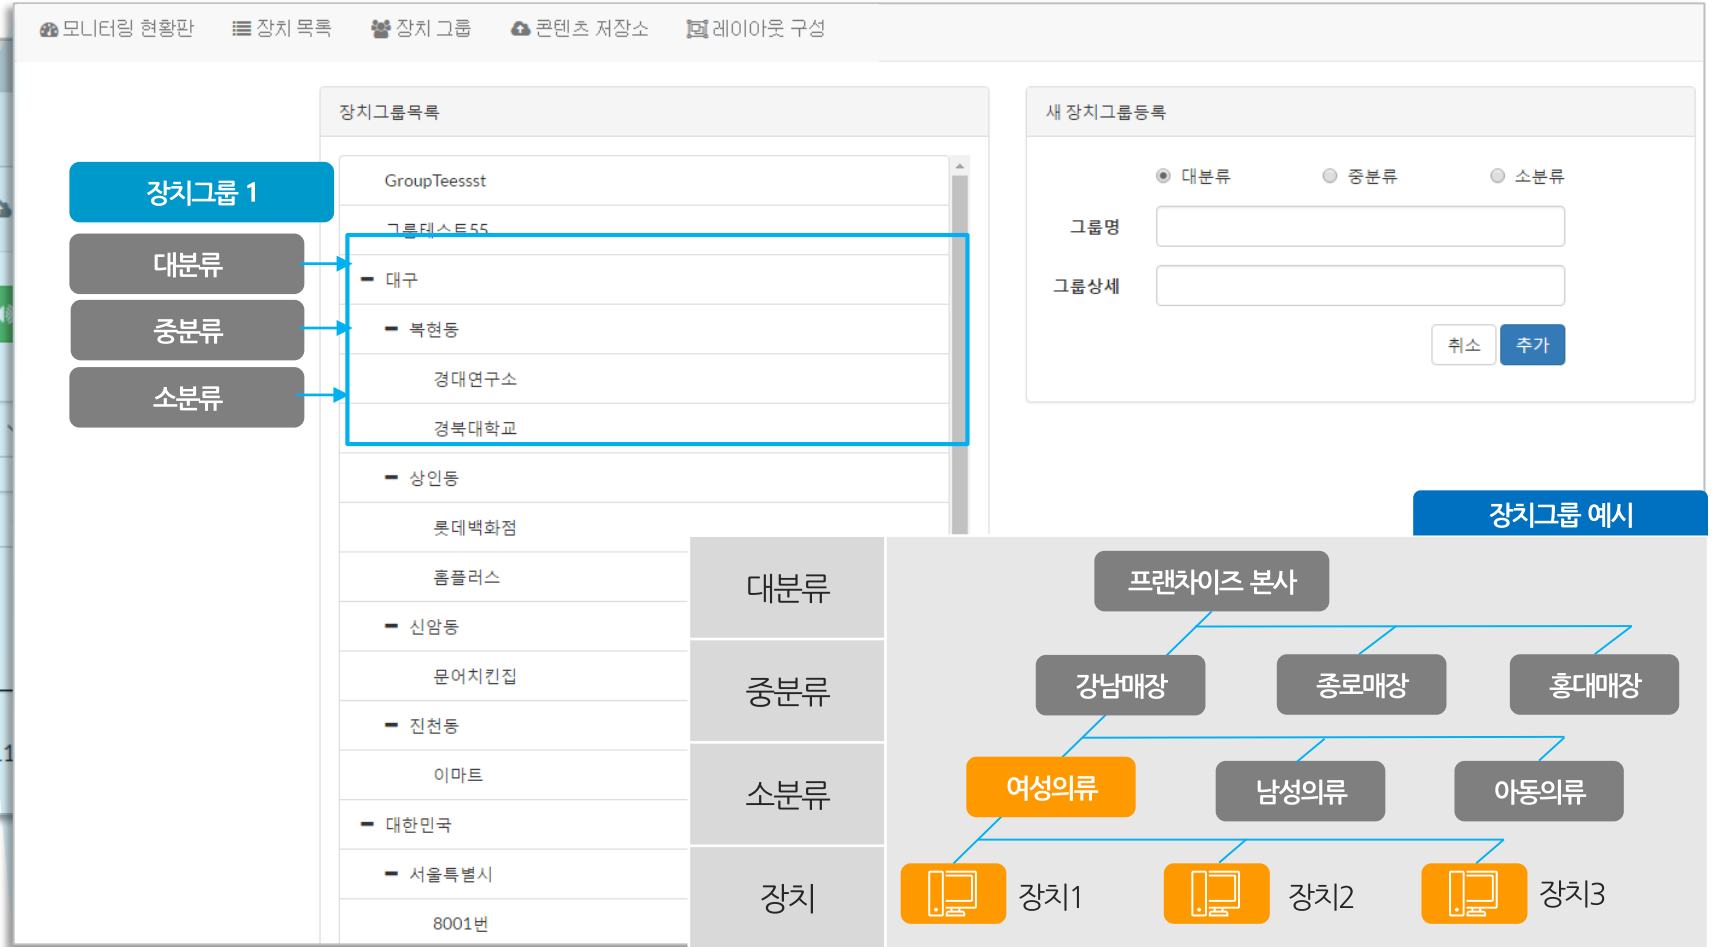 모니터링 현황판 장치 목록 장치 그룹 콘텐츠 저장소 레이아웃 구성
장치그룹목록
GroupTeessst
그룹테스트55
대구
복현동
경대연구소
경북대학교
상인동
롯데백화점
홈플러스
신암동
문어치킨집
진천동
이마트
대한민국
서울특별시
8001번
장치그룹 1
대분류
중분류
소분류
새 장치그룹등록
대분류 중분류 소분류
그룹명
그룹상세
취소 추가
장치그룹 예시
대분류
프랜차이즈 본사
중분류
강남매장 종로매장 홍대매장
소분류
여성의류 남성의류 아동의류
장치
장치1 장치2 장치3